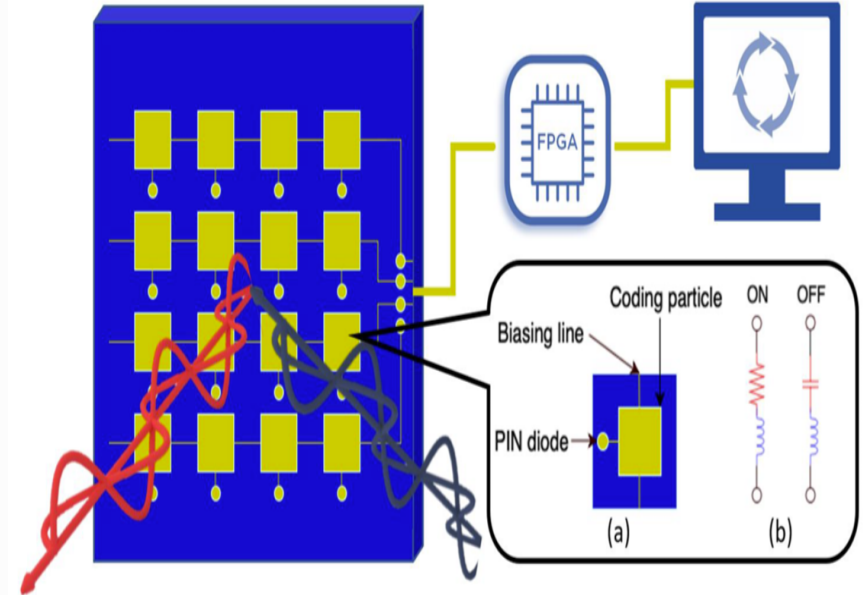 FPGA
Coding particle
ON
OFF
Biasing line
PIN diode
(a)
(b)